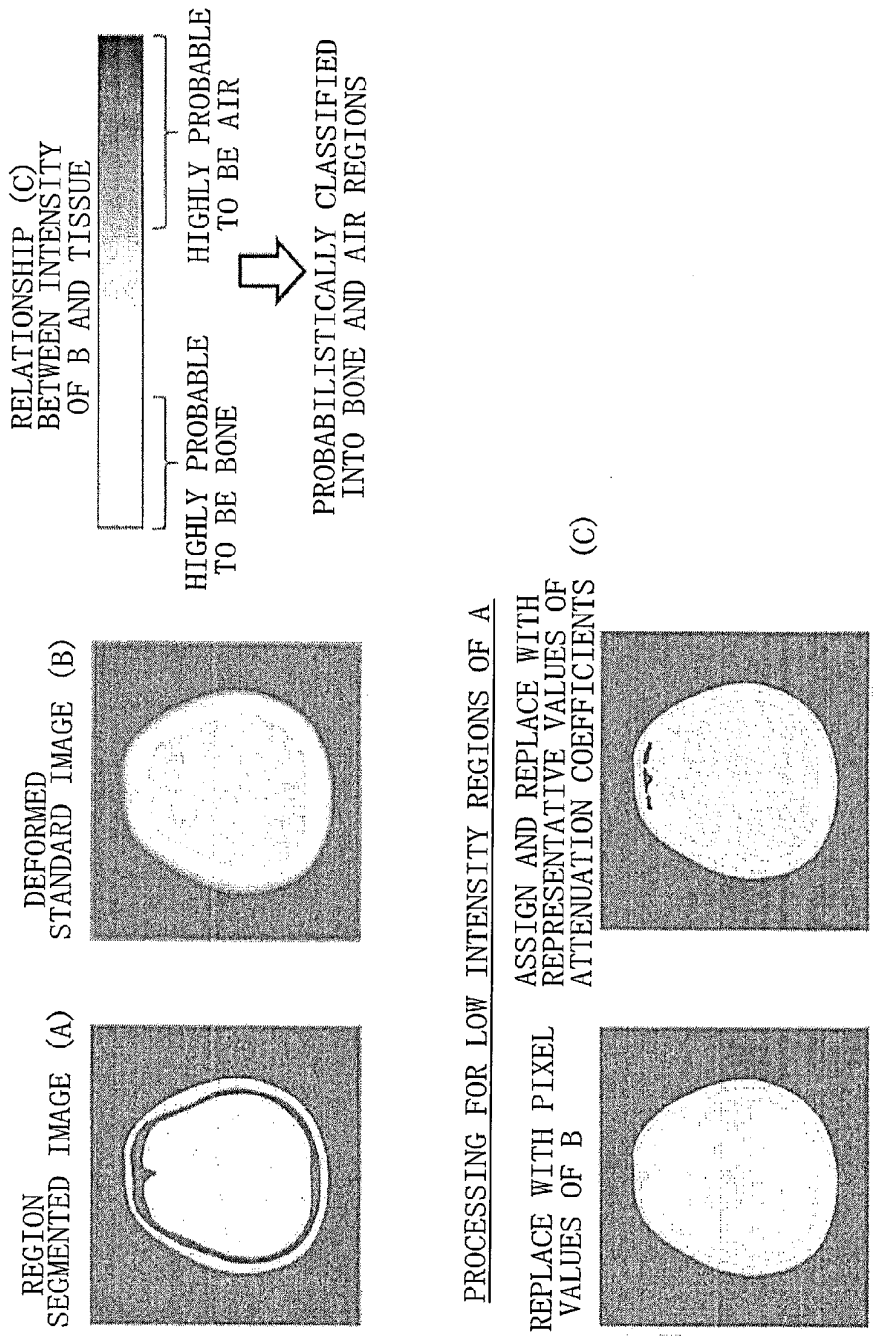 REGION
SEGMENTED IMAGE (A)
DEFORMED
STANDARD IMAGE (B)
RELATIONSHIP (C)
BETWEEN INTENSITY
OF B AND TISSUE
HIGHLY PROBABLE
TO BE BONE
HIGHLY PROBABLE
TO BE AIR
PROBABILISTICALLY CLASSIFIED
INTO BONE AND AIR REGIONS
PROCESSING FOR LOW INTENSITY REGIONS OF A
REPLACE WITH PIXEL
VALUES OF B
ASSIGN AND REPLACE WITH
REPRESENTATIVE VALUES OF
ATTENUATION COEFFICIENTS (C)